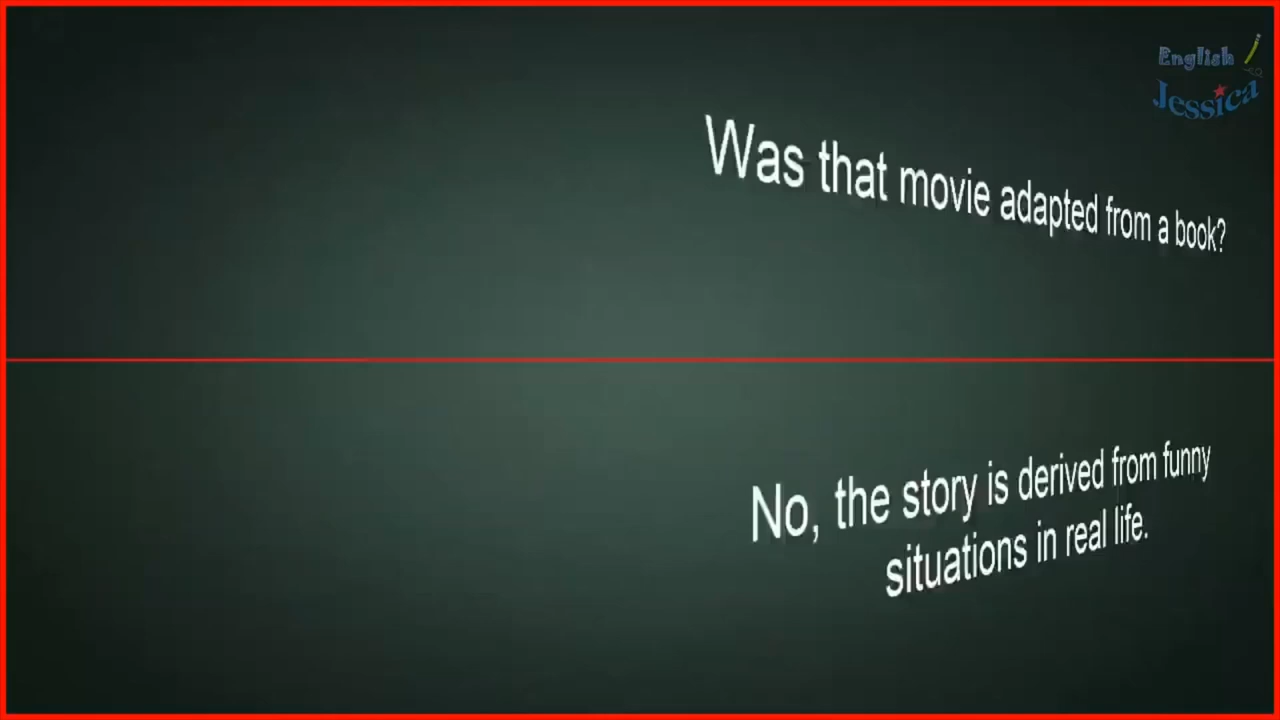 English
Jessica
Was that movie adapted from a book?
No, the story is derived from funny
situations in real life.